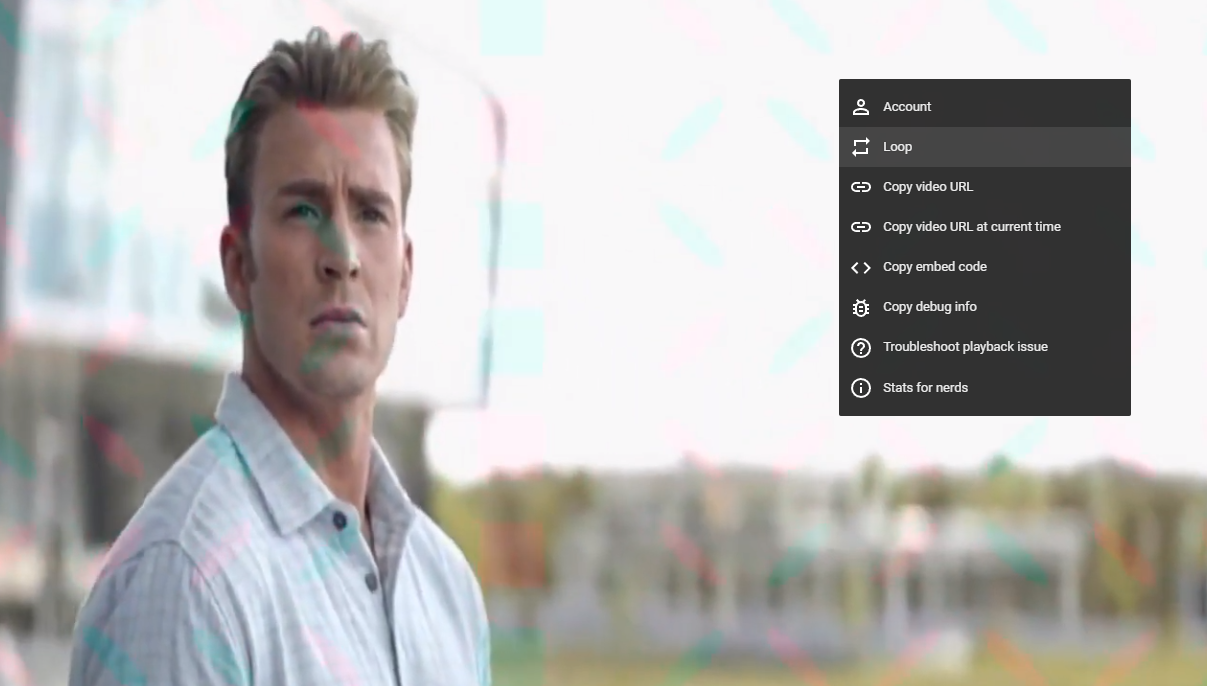 Account
Loop
Copy video URL
Copy video URL at current time
Copy embed code
Copy debug info
Troubleshoot playback issue
Stats for nerds